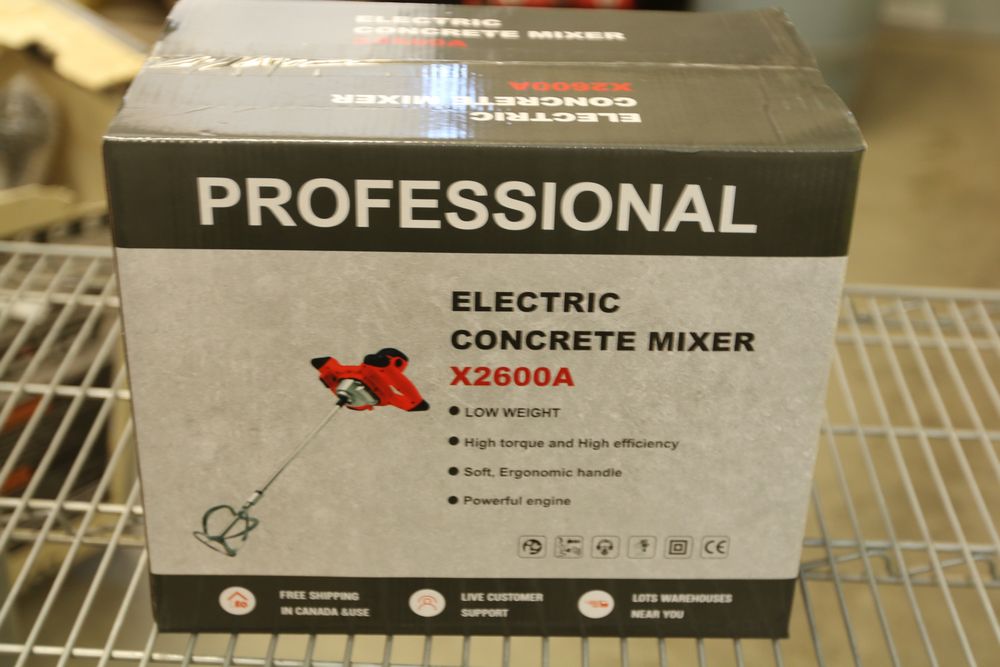 ELECTRIC
CONCRETE MIXER
X2600A
ELECTRIC
CONCRETE MIXER
X2600A
PROFESSIONAL
ELECTRIC
CONCRETE MIXER
X2600A
LOW WEIGHT
High torque and High efficiency
Soft, Ergonomic handle
Powerful engine
CE
FREE SHIPPING
IN CANADA &USE
LIVE CUSTOMER
SUPPORT
LOTS WAREHOUSES
NEAR YOU